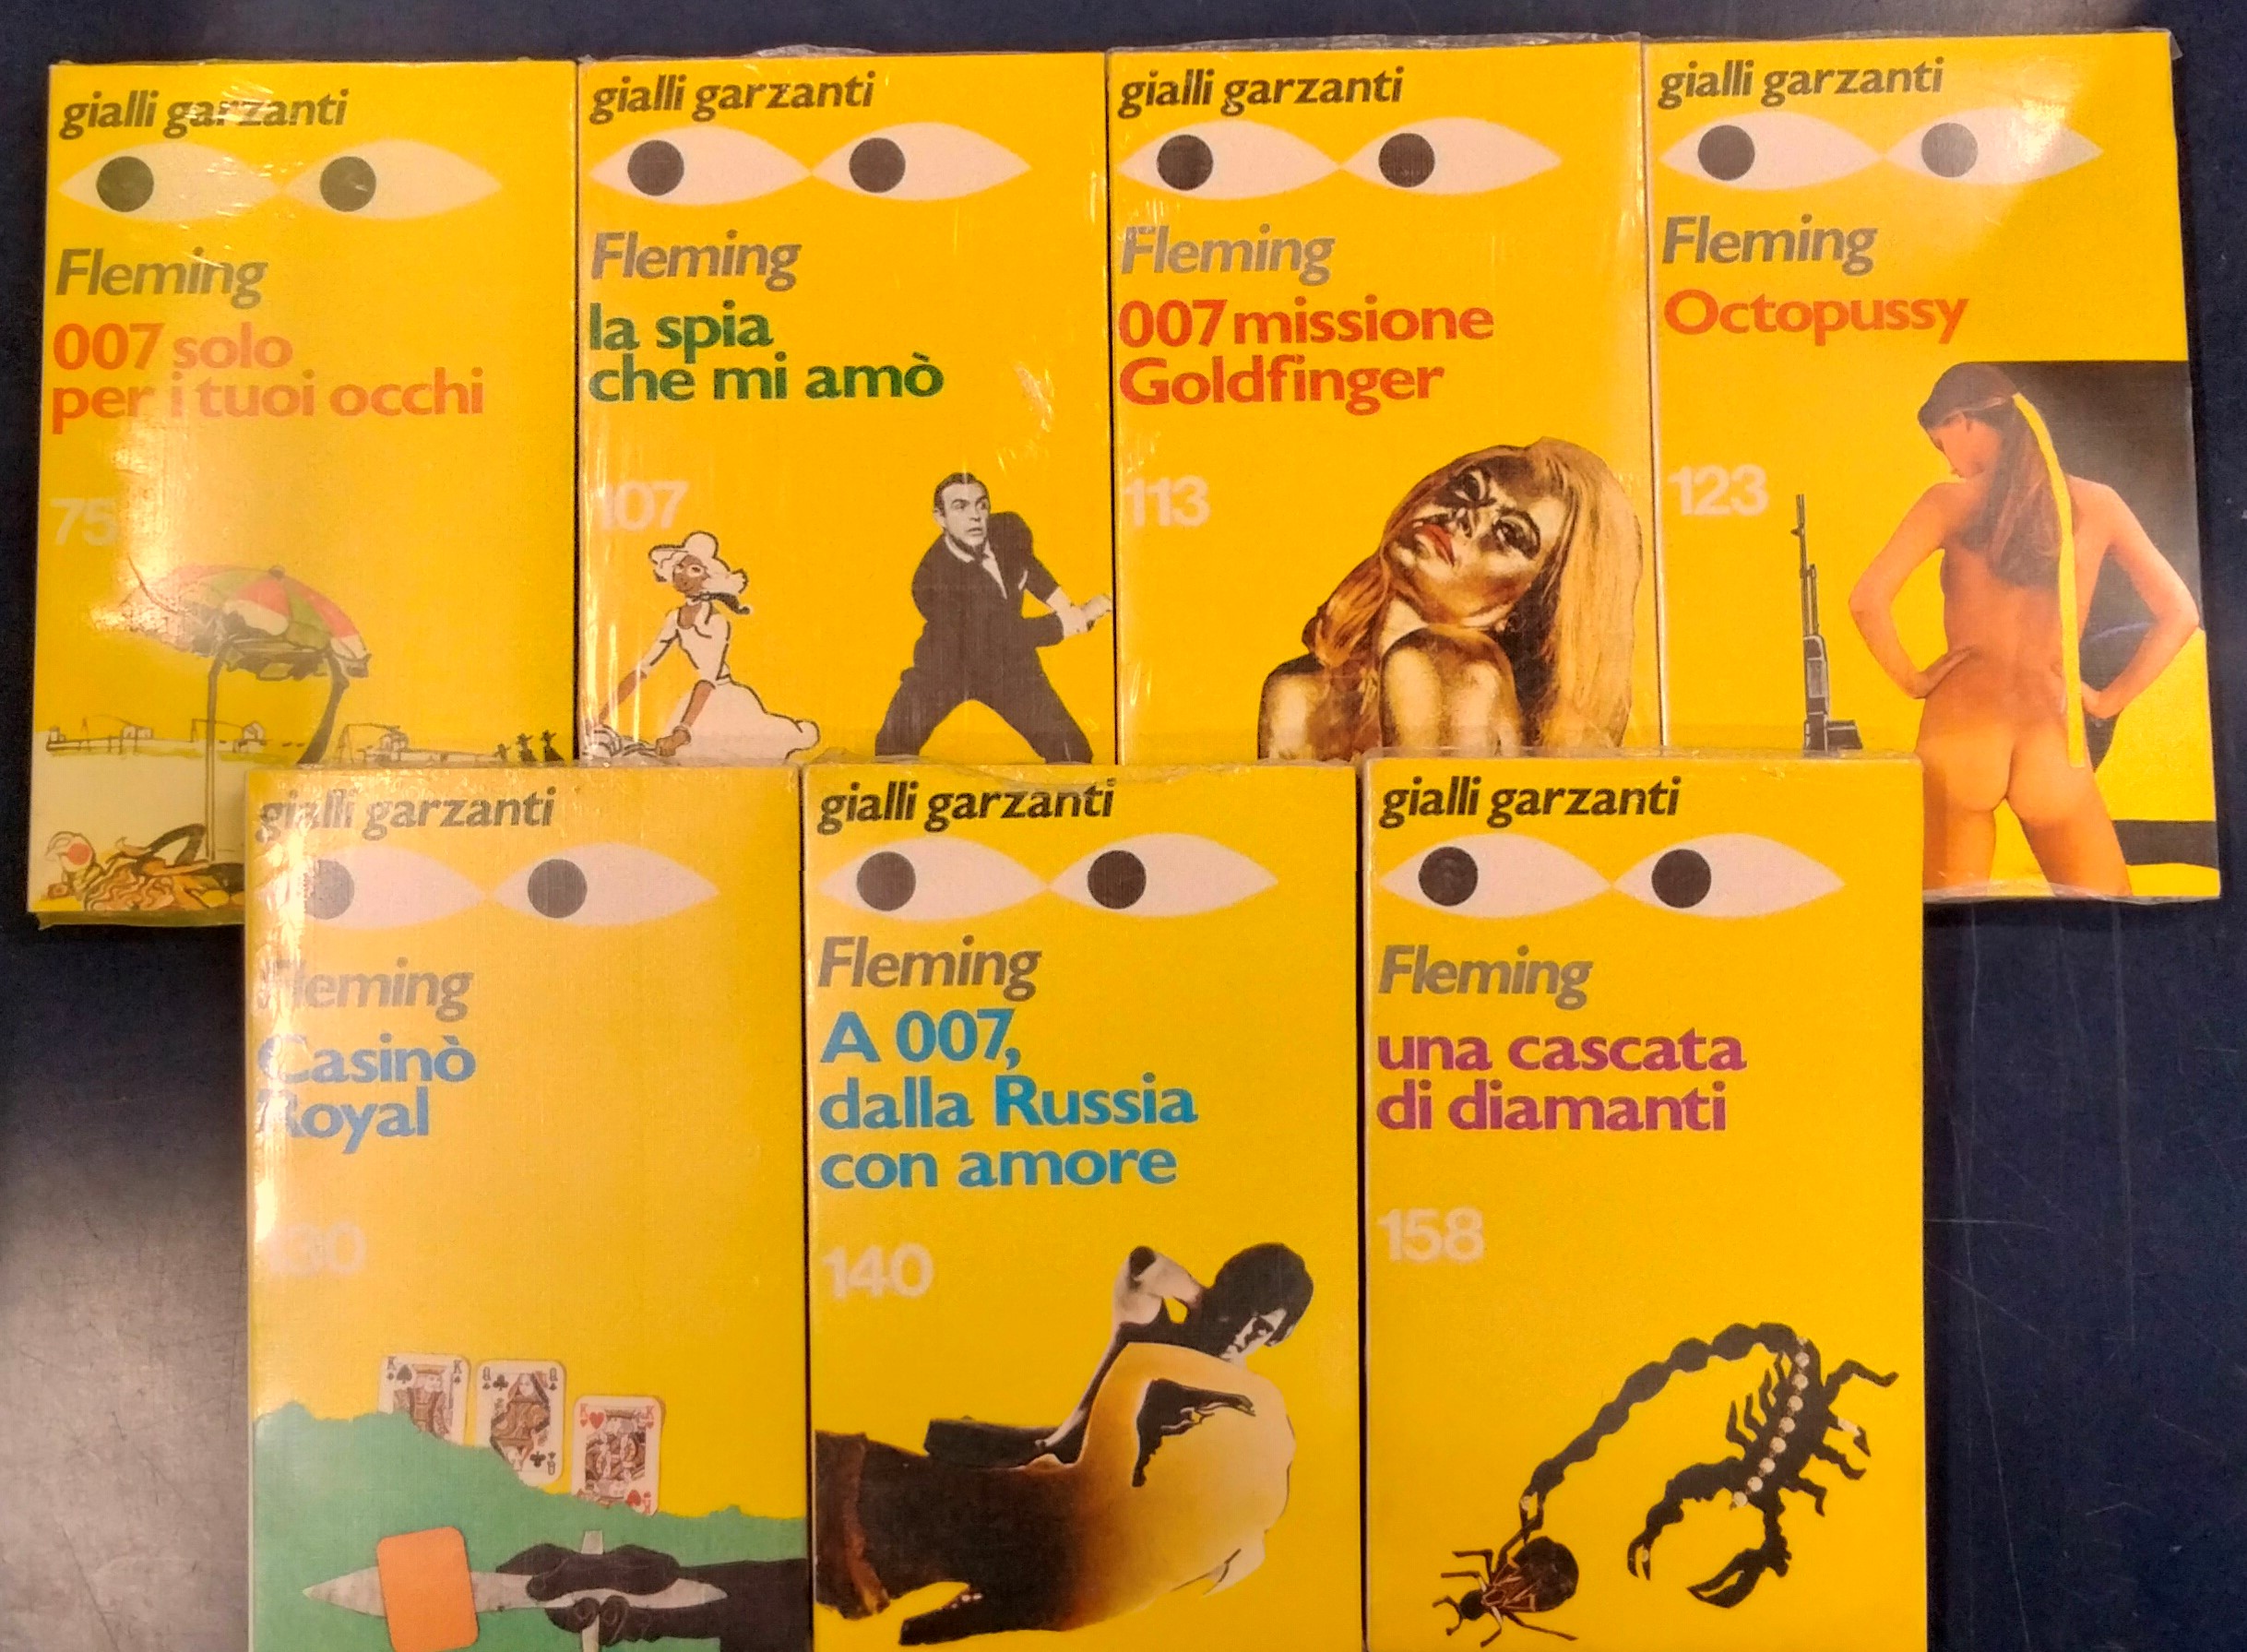 gialli garzanti
Fleming
007 solo
per i tuoi occhi
75
gialli garzanti
Fleming
la spia
che mi amò
107
gialli garzanti
Fleming
007 missione
Goldfinger
113
gialli garzanti
Fleming
Octopussy
123
gialli garzanti
Fleming
Casinò
Royal
130
K K
Q Q
K K
gialli garzanti
Fleming
A 007,
dalla Russia
con amore
140
gialli garzanti
Fleming
una cascata
di diamanti
158